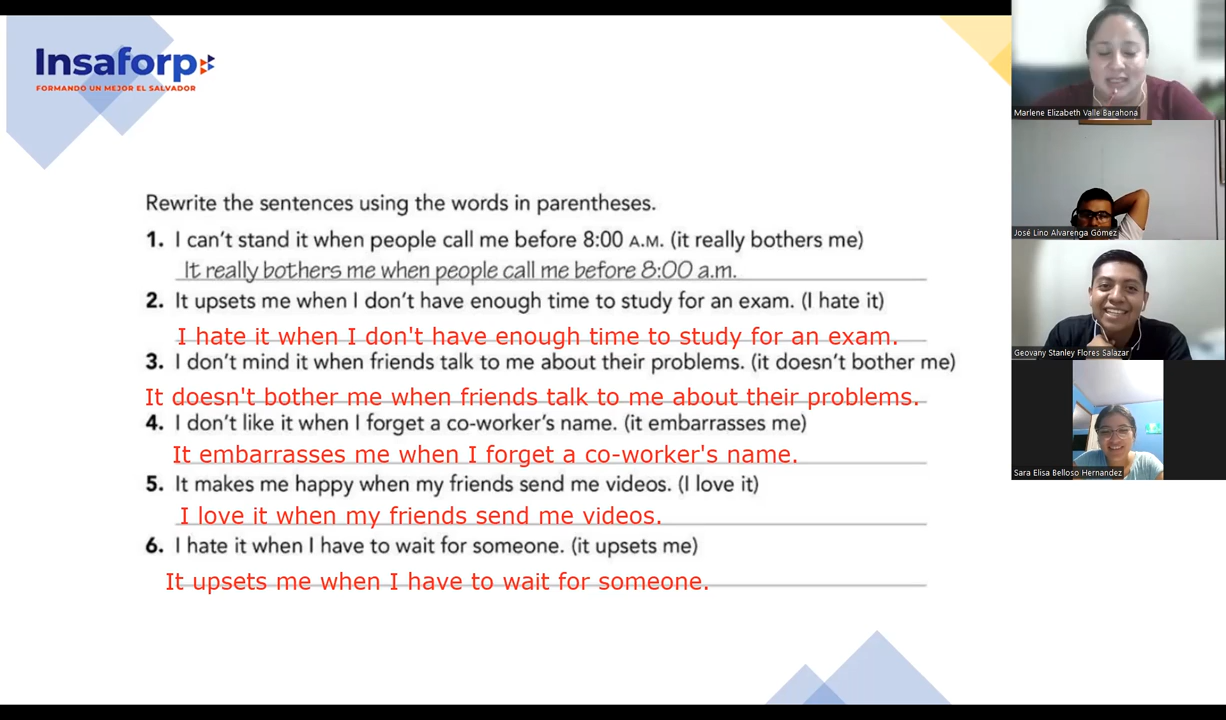 Insaforp
FORMANDO UN MEJOR EL SALVADOR
Rewrite the sentences using the words in parentheses.
1. I can't stand it when people call me before 8:00 A.M. (it really bothers me)
It really bothers me when people call me before 8:00 a.m.
2. It upsets me when I don't have enough time to study for an exam. (I hate it)
I hate it when I don't have enough time to study for an exam.
3. I don't mind it when friends talk to me about their problems. (it doesn't bother me)
It doesn't bother me when friends talk to me about their problems.
4. I don't like it when I forget a co-worker's name. (it embarrasses me)
It embarrasses me when I forget a co-worker's name.
5. It makes me happy when my friends send me videos. (I love it)
I love it when my friends send me videos.
6. I hate it when I have to wait for someone. (it upsets me)
It upsets me when I have to wait for someone.
Marlene Elizabeth Valle Barahona
José Lino Alvarenga Gómez
Geovany Stanley Flores Salazar
Sara Elisa Belloso Hernandez